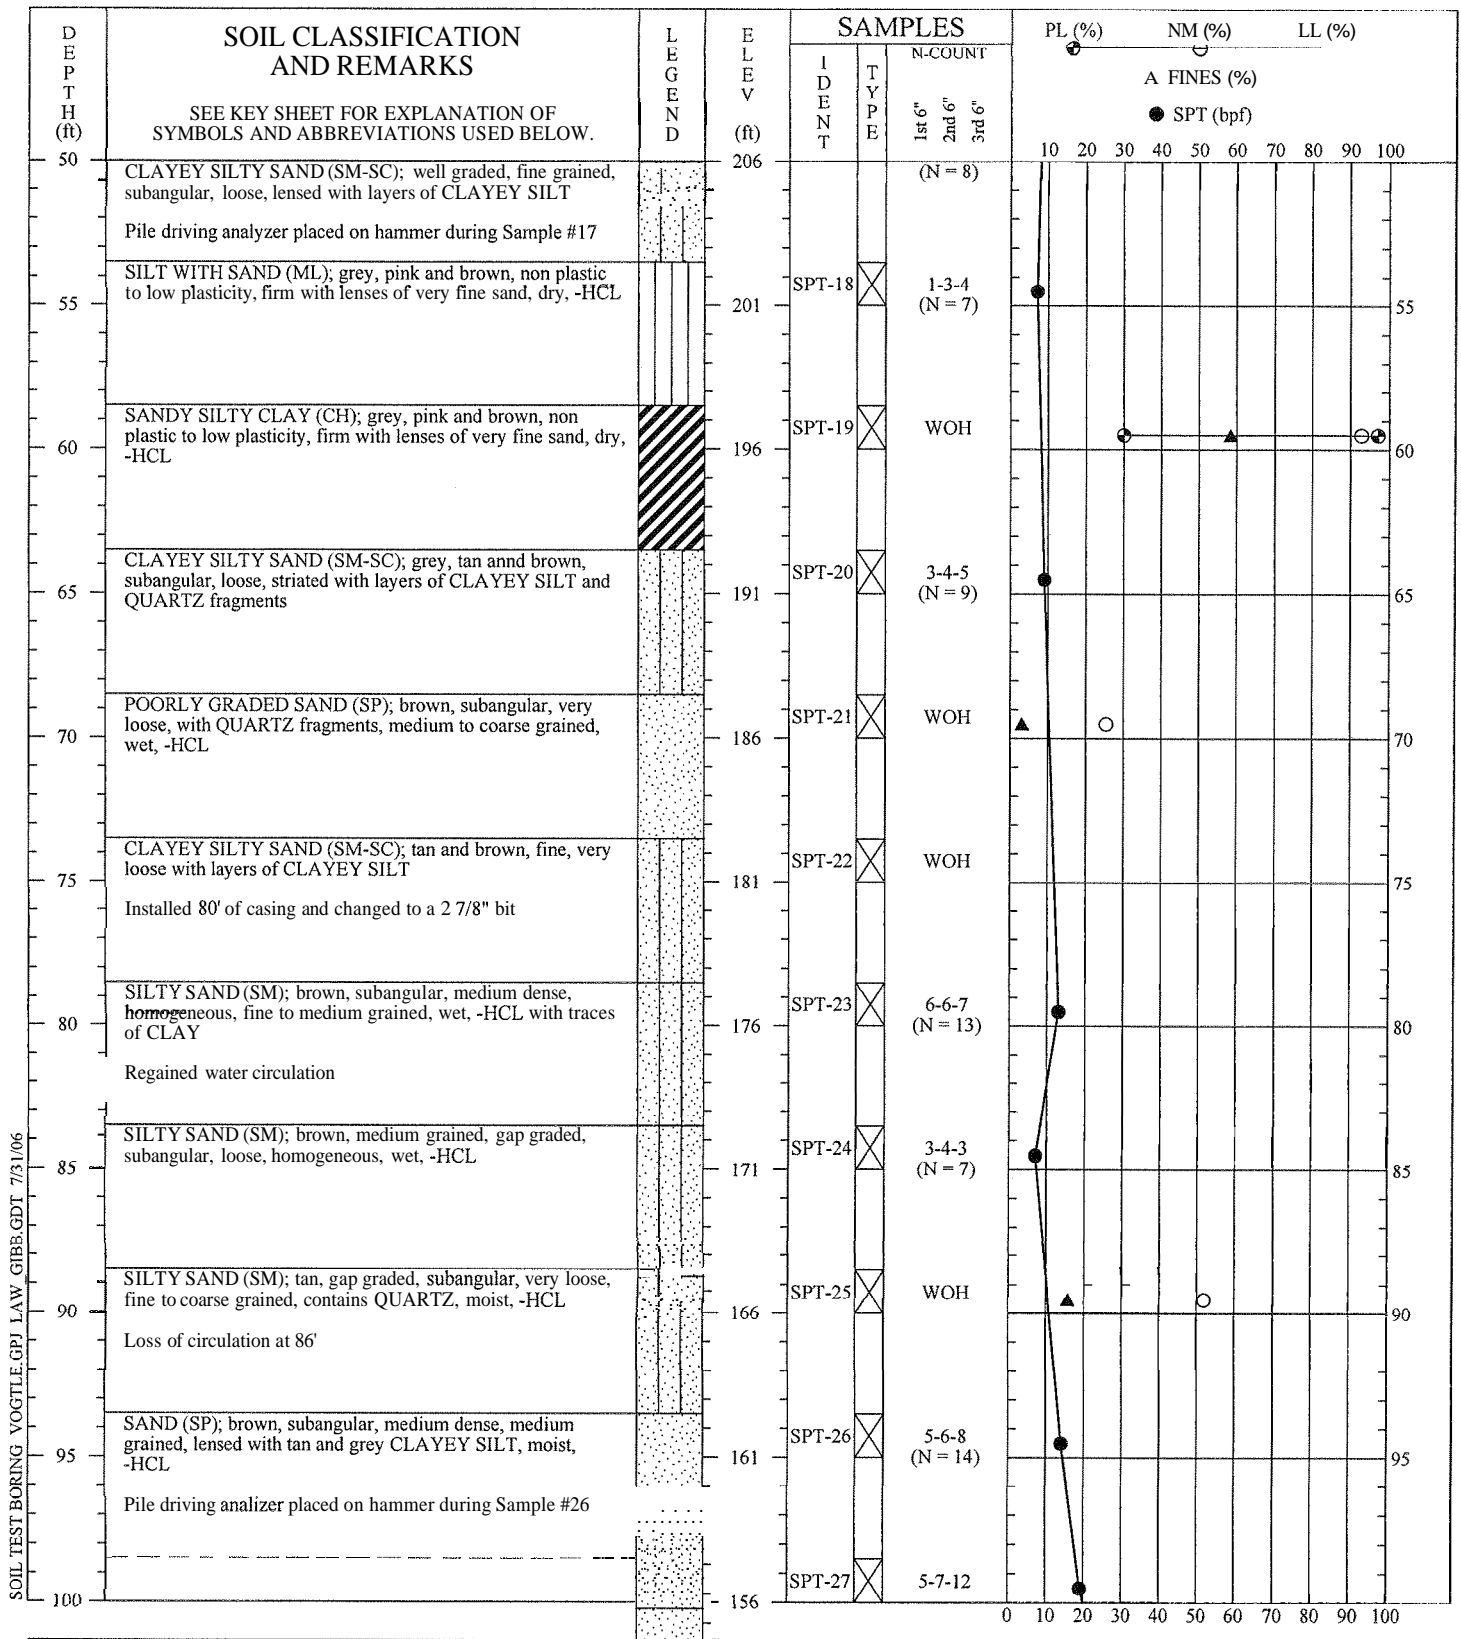 DEPTH (ft)
SOIL CLASSIFICATION
AND REMARKS
SEE KEY SHEET FOR EXPLANATION OF
SYMBOLS AND ABBREVIATIONS USED BELOW.
LEGEND
ELEV (ft)
SAMPLES
IDENT
TYPE
N-COUNT
1st 6"
2nd 6"
3rd 6"
PL (%) NM (%) LL (%)
A FINES (%)
● SPT (bpf)
10 20 30 40 50 60 70 80 90 100
50
CLAYEY SILTY SAND (SM-SC); well graded, fine grained,
subangular, loose, lensed with layers of CLAYEY SILT
Pile driving analyzer placed on hammer during Sample #17
206
(N = 8)
SILT WITH SAND (ML); grey, pink and brown, non plastic
to low plasticity, firm with lenses of very fine sand, dry, -HCL
55
201
SPT-18
1-3-4
(N = 7)
55
SANDY SILTY CLAY (CH); grey, pink and brown, non
plastic to low plasticity, firm with lenses of very fine sand, dry,
-HCL
60
196
SPT-19
WOH
60
CLAYEY SILTY SAND (SM-SC); grey, tan annd brown,
subangular, loose, striated with layers of CLAYEY SILT and
QUARTZ fragments
65
191
SPT-20
3-4-5
(N = 9)
65
POORLY GRADED SAND (SP); brown, subangular, very
loose, with QUARTZ fragments, medium to coarse grained,
wet, -HCL
70
186
SPT-21
WOH
70
CLAYEY SILTY SAND (SM-SC); tan and brown, fine, very
loose with layers of CLAYEY SILT
Installed 80' of casing and changed to a 2 7/8" bit
75
181
SPT-22
WOH
75
SILTY SAND (SM); brown, subangular, medium dense,
homogeneous, fine to medium grained, wet, -HCL with traces
of CLAY
Regained water circulation
80
176
SPT-23
6-6-7
(N = 13)
80
SILTY SAND (SM); brown, medium grained, gap graded,
subangular, loose, homogeneous, wet, -HCL
85
171
SPT-24
3-4-3
(N = 7)
85
SILTY SAND (SM); tan, gap graded, subangular, very loose,
fine to coarse grained, contains QUARTZ, moist, -HCL
Loss of circulation at 86'
90
166
SPT-25
WOH
90
SAND (SP); brown, subangular, medium dense, medium
grained, lensed with tan and grey CLAYEY SILT, moist,
-HCL
Pile driving analizer placed on hammer during Sample #26
95
161
SPT-26
5-6-8
(N = 14)
95
100
156
SPT-27
5-7-12
0 10 20 30 40 50 60 70 80 90 100
SOIL TEST BORING VOGTLE.GPJ LAW_GIBB.GDT 7/31/06